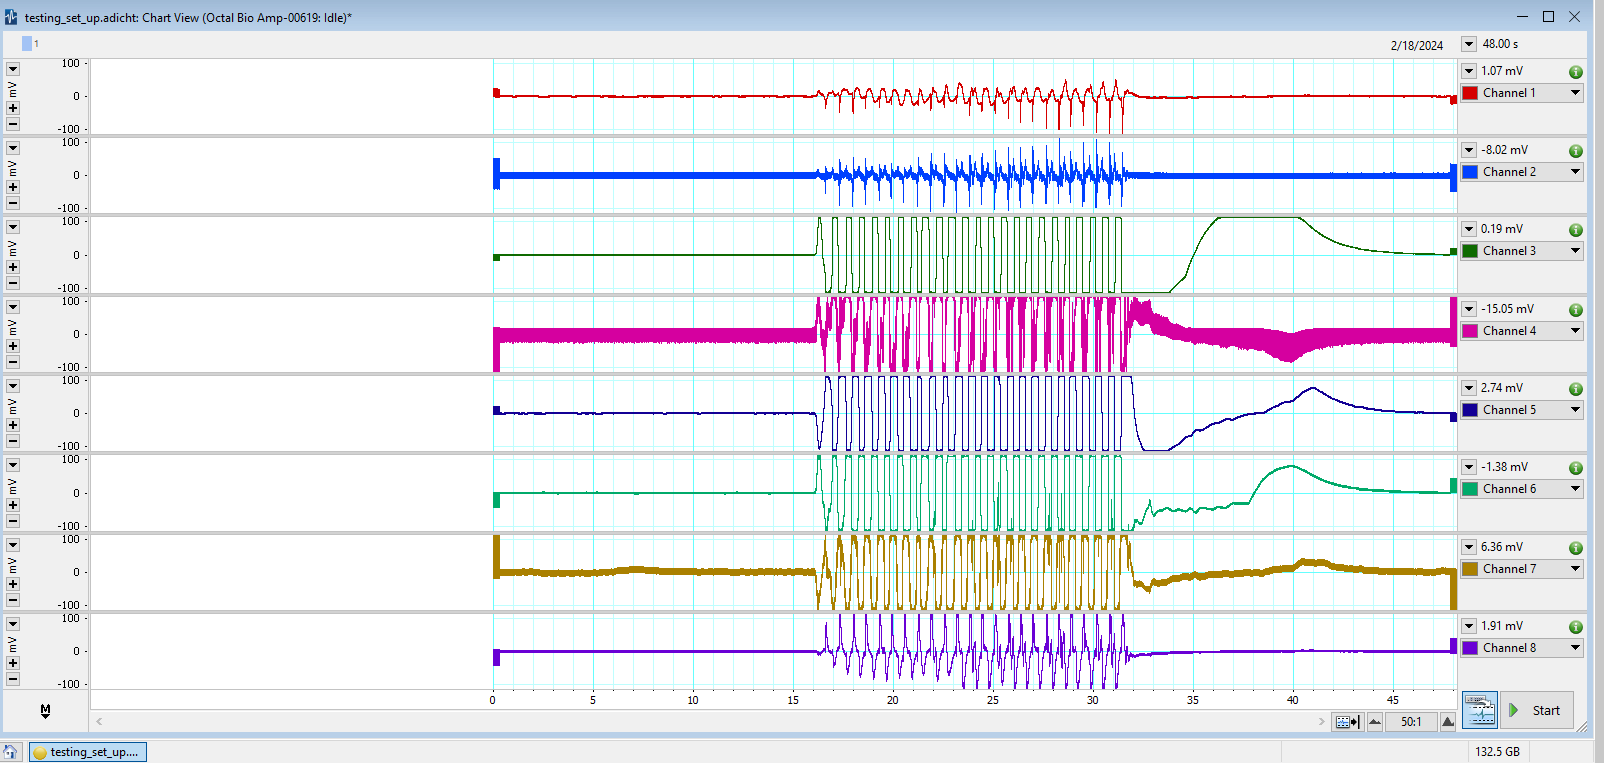 testing_set_up.adicht: Chart View (Octal Bio Amp-00619: Idle)*
1
2/18/2024
48.00 s
100
0
-100
mV
1.07 mV
Channel 1
100
0
-100
mV
-8.02 mV
Channel 2
100
0
-100
mV
0.19 mV
Channel 3
100
0
-100
mV
-15.05 mV
Channel 4
100
0
-100
mV
2.74 mV
Channel 5
100
0
-100
mV
-1.38 mV
Channel 6
100
0
-100
mV
6.36 mV
Channel 7
100
0
-100
mV
1.91 mV
Channel 8
0 5 10 15 20 25 30 35 40 45
M
50:1
Start
testing_set_up....
132.5 GB